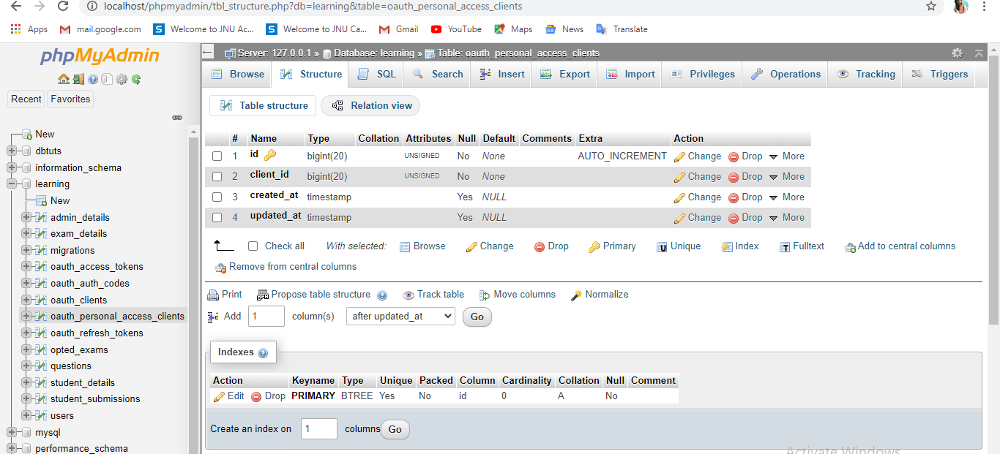 localhost/phpmyadmin/tbl_structure.php?db=learning&table=oauth_personal_access_clients
Apps mail.google.com Welcome to JNU Ac... Welcome to JNU Ca... Gmail YouTube Maps News Translate
phpMyAdmin
Recent Favorites
New
dbtuts
information_schema
learning
New
admin_details
exam_details
migrations
oauth_access_tokens
oauth_auth_codes
oauth_clients
oauth_personal_access_clients
oauth_refresh_tokens
opted_exams
questions
student_details
student_submissions
users
mysql
performance_schema
Server: 127.0.0.1 » Database: learning » Table: oauth_personal_access_clients
Browse Structure SQL Search Insert Export Import Privileges Operations Tracking Triggers
Table structure Relation view
# Name Type Collation Attributes Null Default Comments Extra Action
1 id bigint(20) UNSIGNED No None AUTO_INCREMENT Change Drop More
2 client_id bigint(20) UNSIGNED No None Change Drop More
3 created_at timestamp Yes NULL Change Drop More
4 updated_at timestamp Yes NULL Change Drop More
Check all With selected: Browse Change Drop Primary Unique Index Fulltext Add to central columns
Remove from central columns
Print Propose table structure Track table Move columns Normalize
Add 1 column(s) after updated_at Go
Indexes
Action Keyname Type Unique Packed Column Cardinality Collation Null Comment
Edit Drop PRIMARY BTREE Yes No id 0 A No
Create an index on 1 columns Go
Activate Windows